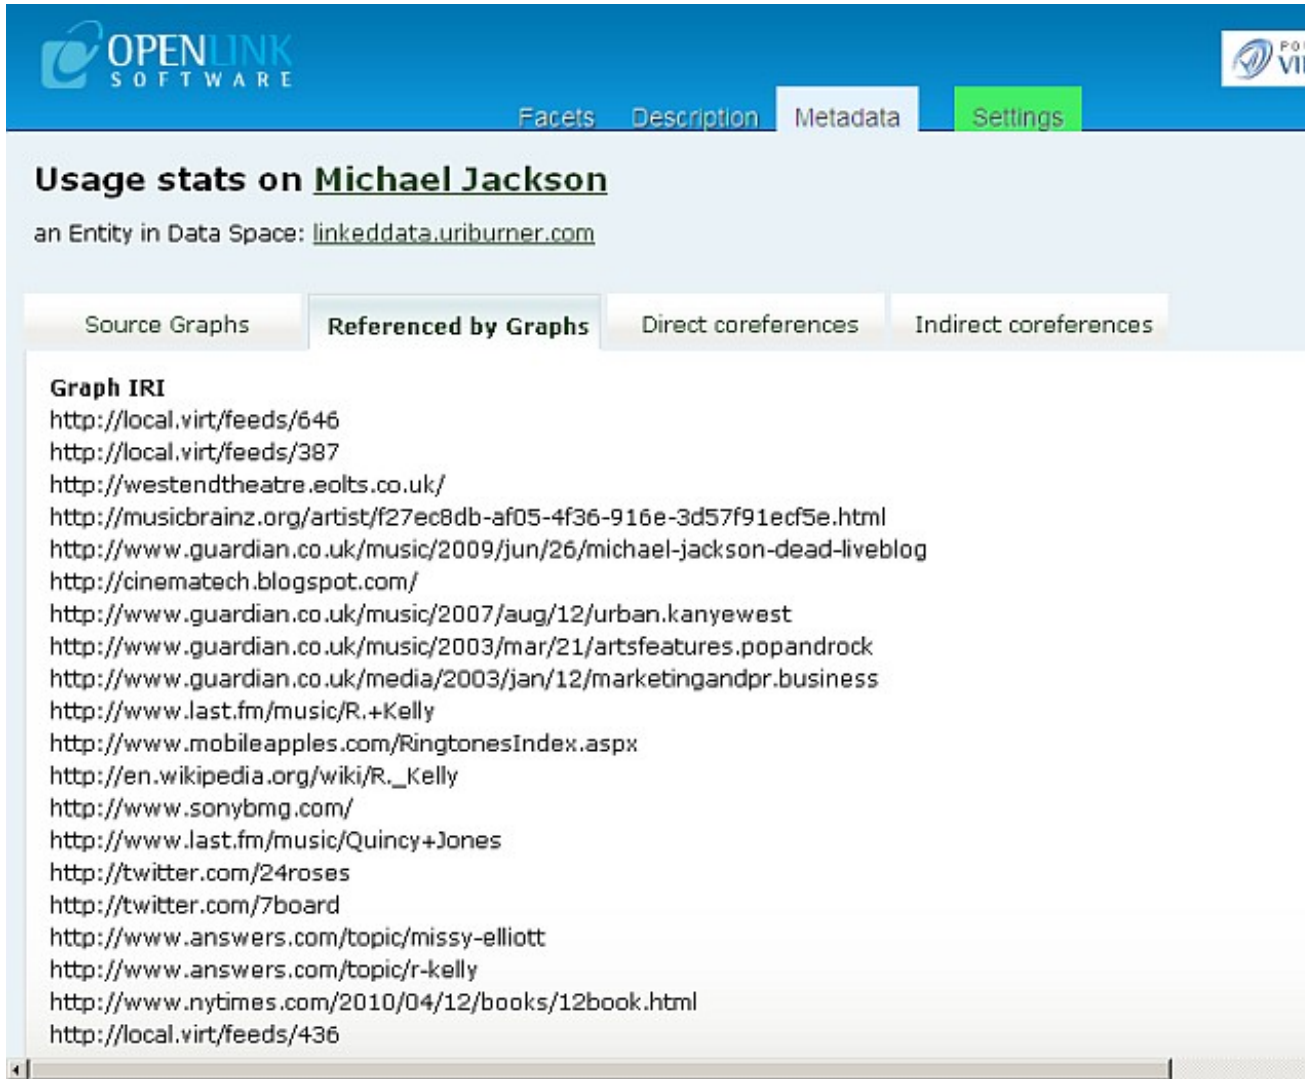 OPENLINK
SOFTWARE
Facets Description Metadata Settings
Usage stats on Michael Jackson
an Entity in Data Space: linkeddata.uriburner.com
Source Graphs Referenced by Graphs Direct coreferences Indirect coreferences
Graph IRI
http://local.virt/feeds/646
http://local.virt/feeds/387
http://westendtheatre.eolts.co.uk/
http://musicbrainz.org/artist/f27ec8db-af05-4f36-916e-3d57f91ecf5e.html
http://www.guardian.co.uk/music/2009/jun/26/michael-jackson-dead-liveblog
http://cinematech.blogspot.com/
http://www.guardian.co.uk/music/2007/aug/12/urban.kanyewest
http://www.guardian.co.uk/music/2003/mar/21/artsfeatures.popandrock
http://www.guardian.co.uk/media/2003/jan/12/marketingandpr.business
http://www.last.fm/music/R.+Kelly
http://www.mobileapples.com/RingtonesIndex.aspx
http://en.wikipedia.org/wiki/R._Kelly
http://www.sonybmg.com/
http://www.last.fm/music/Quincy+Jones
http://twitter.com/24roses
http://twitter.com/7board
http://www.answers.com/topic/missy-elliott
http://www.answers.com/topic/r-kelly
http://www.nytimes.com/2010/04/12/books/12book.html
http://local.virt/feeds/436